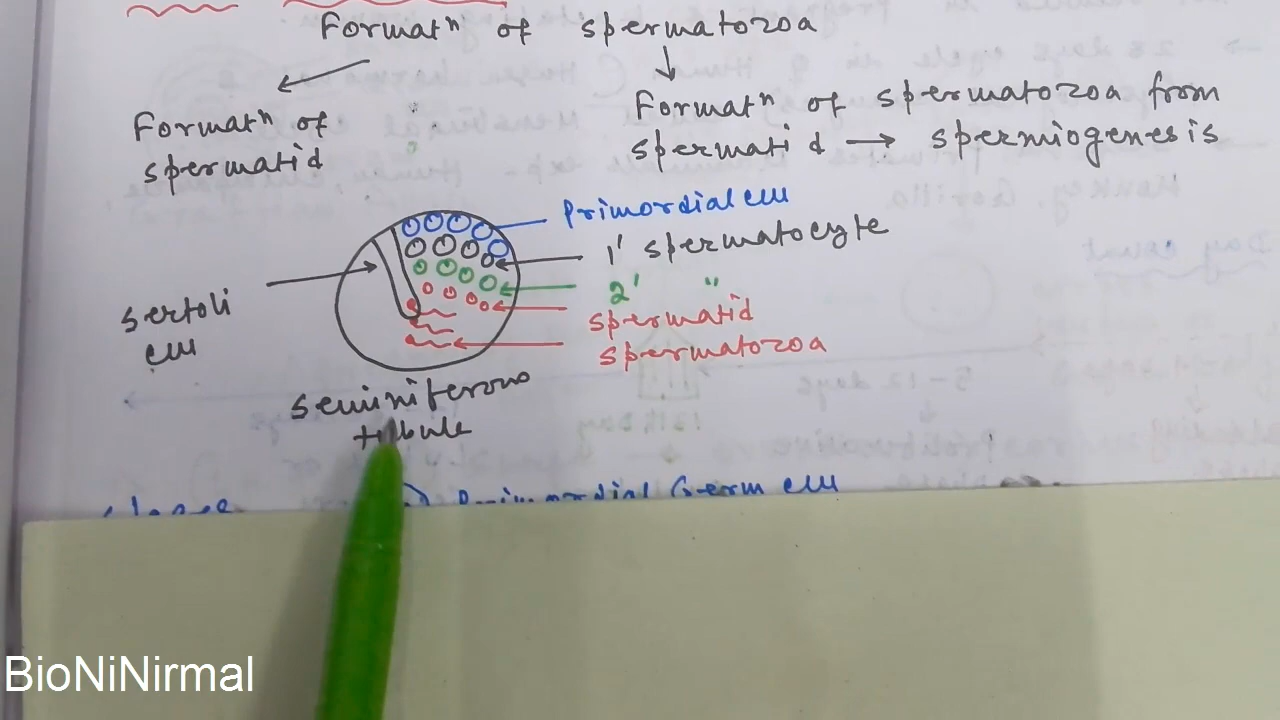 Formatⁿ of spermatozoa
Formatⁿ of
spermatid
Formatⁿ of spermatozoa from
spermatid → spermiogenesis
Primordial cell
1' spermatocyte
2' "
spermatid
spermatozoa
sertoli
cell
seminiferous
tubule
Primordial Germ cell
BioNiNirmal